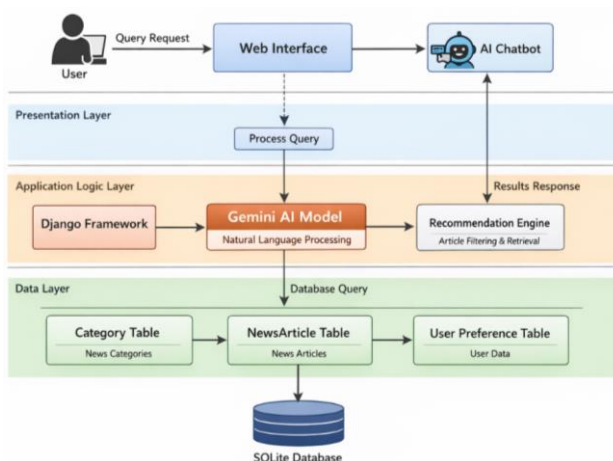 Query Request
Web Interface
AI Chatbot
User
Presentation Layer
Process Query
Application Logic Layer
Results Response
Django Framework
Gemini AI Model
Natural Language Processing
Recommendation Engine
Article Filtering & Retrieval
Data Layer
Database Query
Category Table
News Categories
NewsArticle Table
News Articles
User Preference Table
User Data
SQLite Database